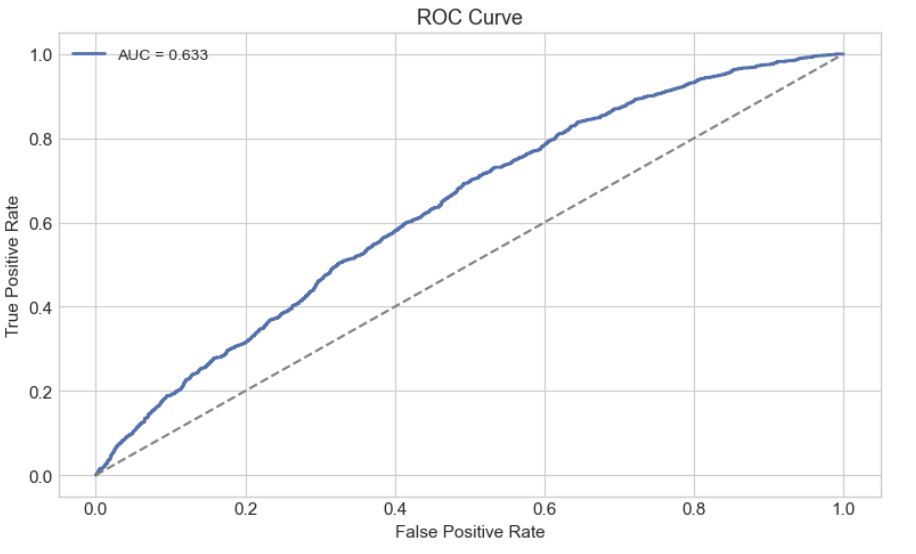 ROC Curve
AUC = 0.633
True Positive Rate
1.0
0.8
0.6
0.4
0.2
0.0
0.0 0.2 0.4 0.6 0.8 1.0
False Positive Rate